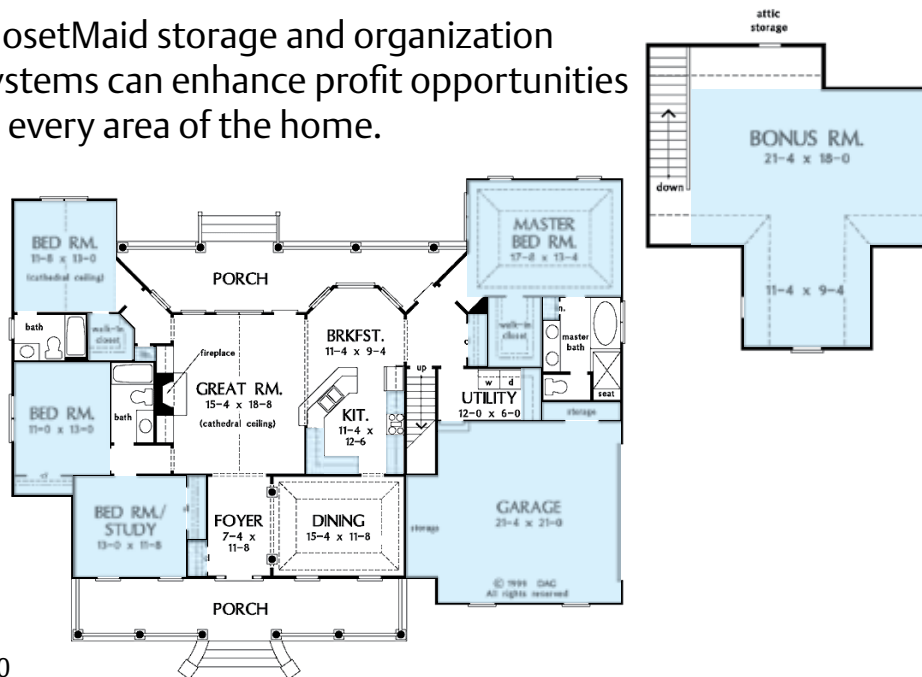 osetMaid storage and organization
ystems can enhance profit opportunities
every area of the home.
attic
storage
down
BONUS RM.
21-4 x 18-0
11-4 x 9-4
BED RM.
11-8 x 13-0
(cathedral ceiling)
PORCH
MASTER
BED RM.
17-8 x 13-4
bath
walk-in
closet
fireplace
BRKFST.
11-4 x 9-4
walk-in
closet
master
bath
seat
BED RM.
11-0 x 13-0
bath
GREAT RM.
15-4 x 18-8
(cathedral ceiling)
KIT.
11-4 x
12-6
up
w d
UTILITY
12-0 x 6-0
storage
BED RM./
STUDY
13-0 x 11-8
FOYER
7-4 x
11-8
DINING
15-4 x 11-8
storage
GARAGE
21-4 x 21-0
© 1999 DAG
All rights reserved
PORCH
0